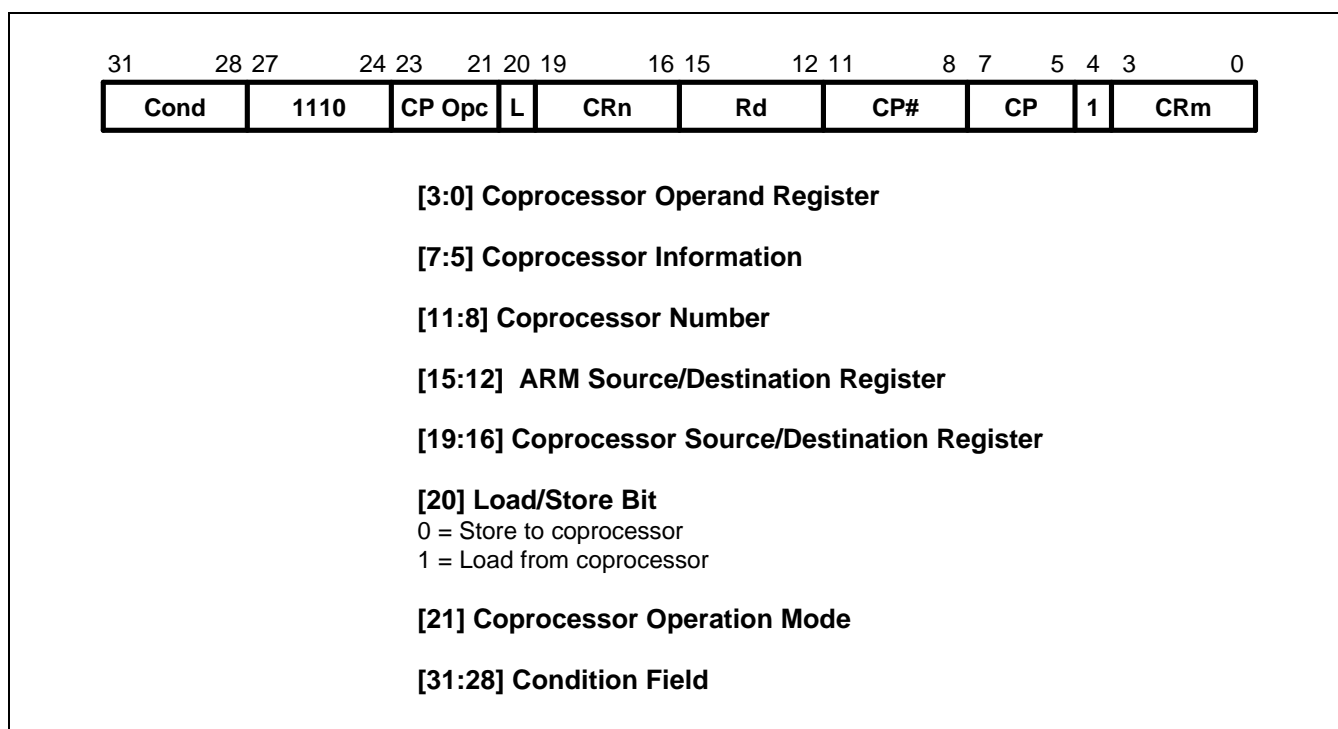 31 28 27 24 23 21 20 19 16 15 12 11 8 7 5 4 3 0
Cond 1110 CP Opc L CRn Rd CP# CP 1 CRm
[3:0] Coprocessor Operand Register
[7:5] Coprocessor Information
[11:8] Coprocessor Number
[15:12] ARM Source/Destination Register
[19:16] Coprocessor Source/Destination Register
[20] Load/Store Bit
0 = Store to coprocessor
1 = Load from coprocessor
[21] Coprocessor Operation Mode
[31:28] Condition Field